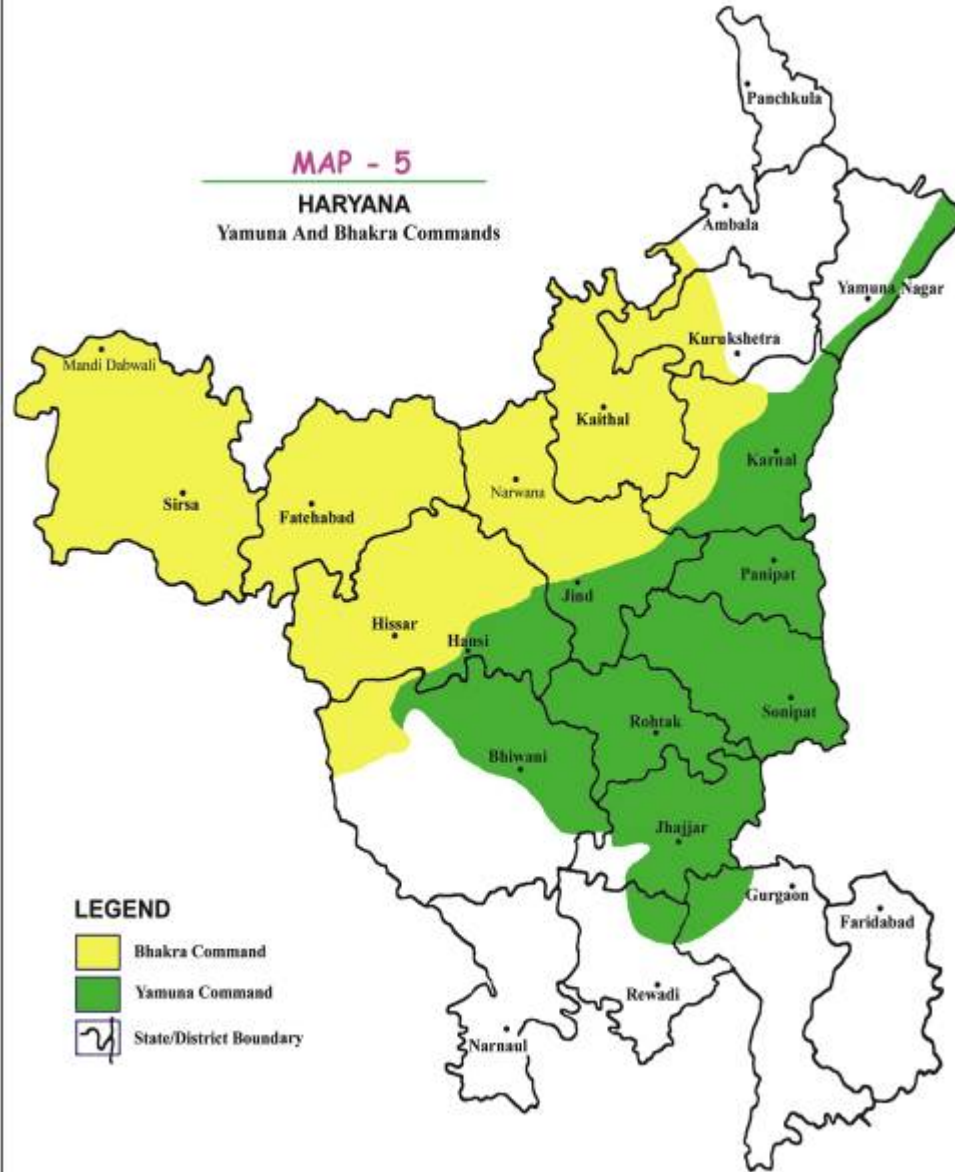 MAP - 5
HARYANA
Yamuna And Bhakra Commands
Panchkula
Ambala
Yamuna Nagar
Kurukshetra
Mandi Dabwali
Kaithal
Karnal
Narwana
Sirsa
Fatehabad
Panipat
Jind
Hissar
Hansi
Sonipat
Rohtak
Bhiwani
Jhajjar
Gurgaon
Faridabad
Rewadi
Narnaul
LEGEND
Bhakra Command
Yamuna Command
State/District Boundary